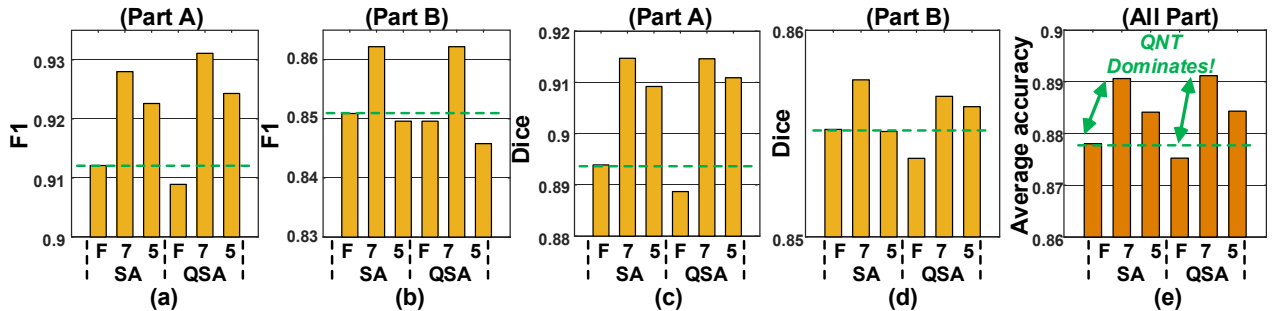 (Part A)
F1
0.93
0.92
0.91
0.9
F 7 5 F 7 5
SA QSA
(a)
(Part B)
F1
0.86
0.85
0.84
0.83
F 7 5 F 7 5
SA QSA
(b)
(Part A)
Dice
0.92
0.91
0.9
0.89
0.88
F 7 5 F 7 5
SA QSA
(c)
(Part B)
Dice
0.86
0.85
F 7 5 F 7 5
SA QSA
(d)
(All Part)
Average accuracy
0.9
0.89
0.88
0.87
0.86
QNT
Dominates!
F 7 5 F 7 5
SA QSA
(e)